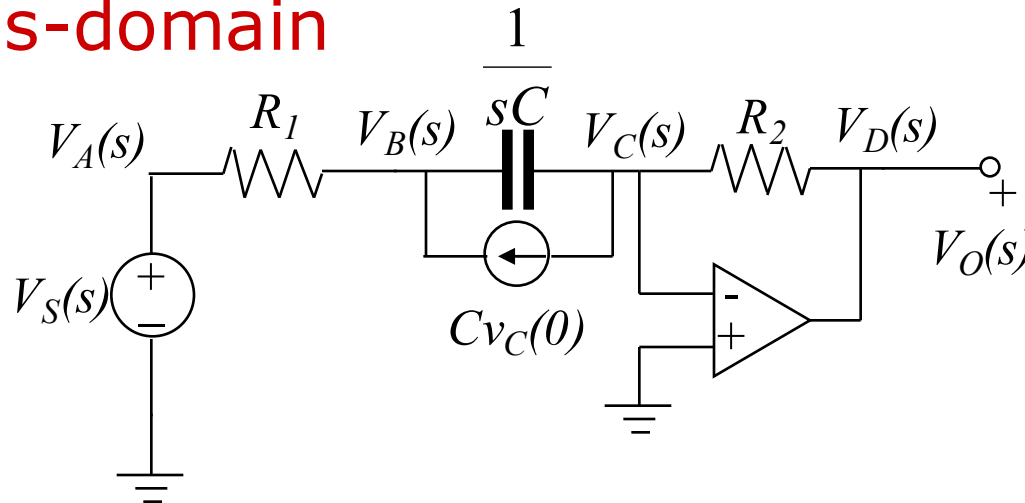 s-domain
1
sC
V_A(s)
R_1
V_B(s)
V_C(s)
R_2
V_D(s)
+
V_O(s)
V_S(s)
+
−
Cv_C(0)
-
+